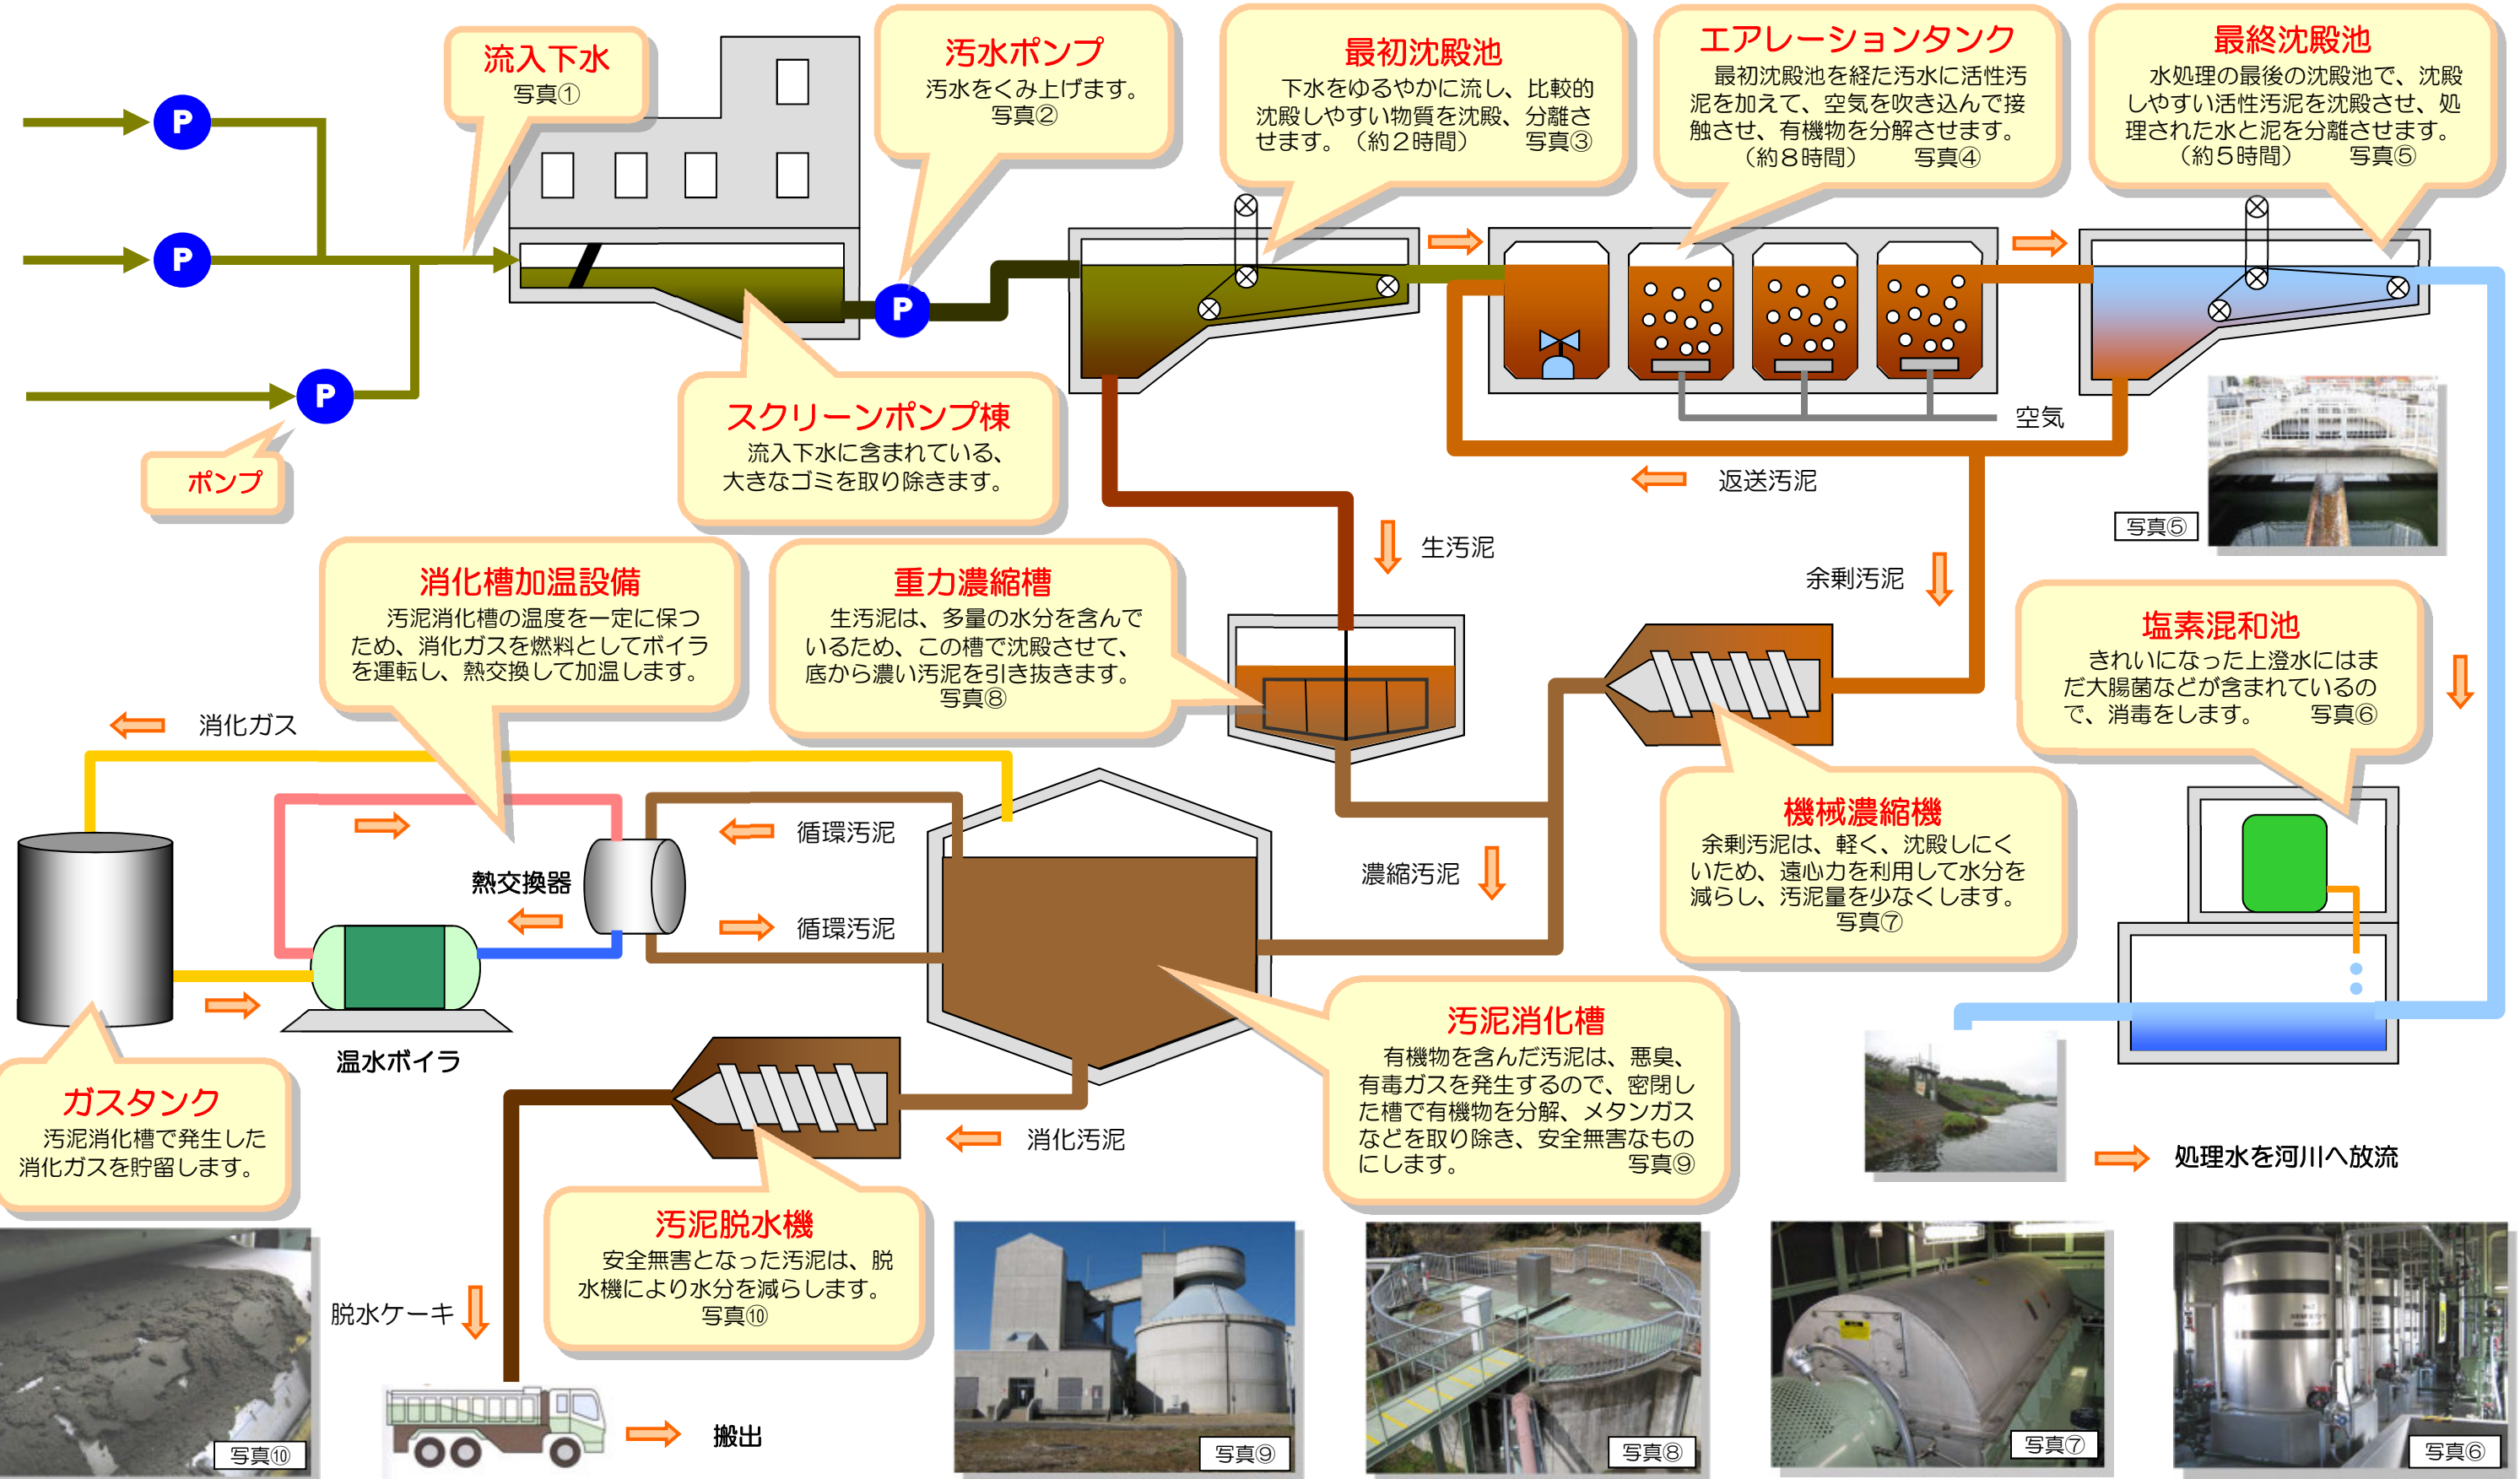 流入下水
写真①
汚水ポンプ
汚水をくみ上げます。
写真②
最初沈殿池
下水をゆるやかに流し、比較的
沈殿しやすい物質を沈殿、分離さ
せます。（約２時間） 写真③
エアレーションタンク
最初沈殿池を経た汚水に活性汚
泥を加えて、空気を吹き込んで接
触させ、有機物を分解させます。
（約８時間） 写真④
最終沈殿池
水処理の最後の沈殿池で、沈殿
しやすい活性汚泥を沈殿させ、処
理された水と泥を分離させます。
（約５時間） 写真⑤
P
P
P
P
ポンプ
スクリーンポンプ棟
流入下水に含まれている、
大きなゴミを取り除きます。
空気
返送汚泥
写真⑤
生汚泥
余剰汚泥
消化槽加温設備
汚泥消化槽の温度を一定に保つ
ため、消化ガスを燃料としてボイラ
を運転し、熱交換して加温します。
重力濃縮槽
生汚泥は、多量の水分を含んで
いるため、この槽で沈殿させて、
底から濃い汚泥を引き抜きます。
写真⑧
塩素混和池
きれいになった上澄水にはま
だ大腸菌などが含まれているの
で、消毒をします。 写真⑥
消化ガス
循環汚泥
熱交換器
循環汚泥
濃縮汚泥
機械濃縮機
余剰汚泥は、軽く、沈殿しにく
いため、遠心力を利用して水分を
減らし、汚泥量を少なくします。
写真⑦
温水ボイラ
ガスタンク
汚泥消化槽で発生した
消化ガスを貯留します。
消化汚泥
汚泥消化槽
有機物を含んだ汚泥は、悪臭、
有毒ガスを発生するので、密閉し
た槽で有機物を分解、メタンガス
などを取り除き、安全無害なもの
にします。 写真⑨
処理水を河川へ放流
汚泥脱水機
安全無害となった汚泥は、脱
水機により水分を減らします。
写真⑩
脱水ケーキ
搬出
写真⑩
写真⑨
写真⑧
写真⑦
写真⑥